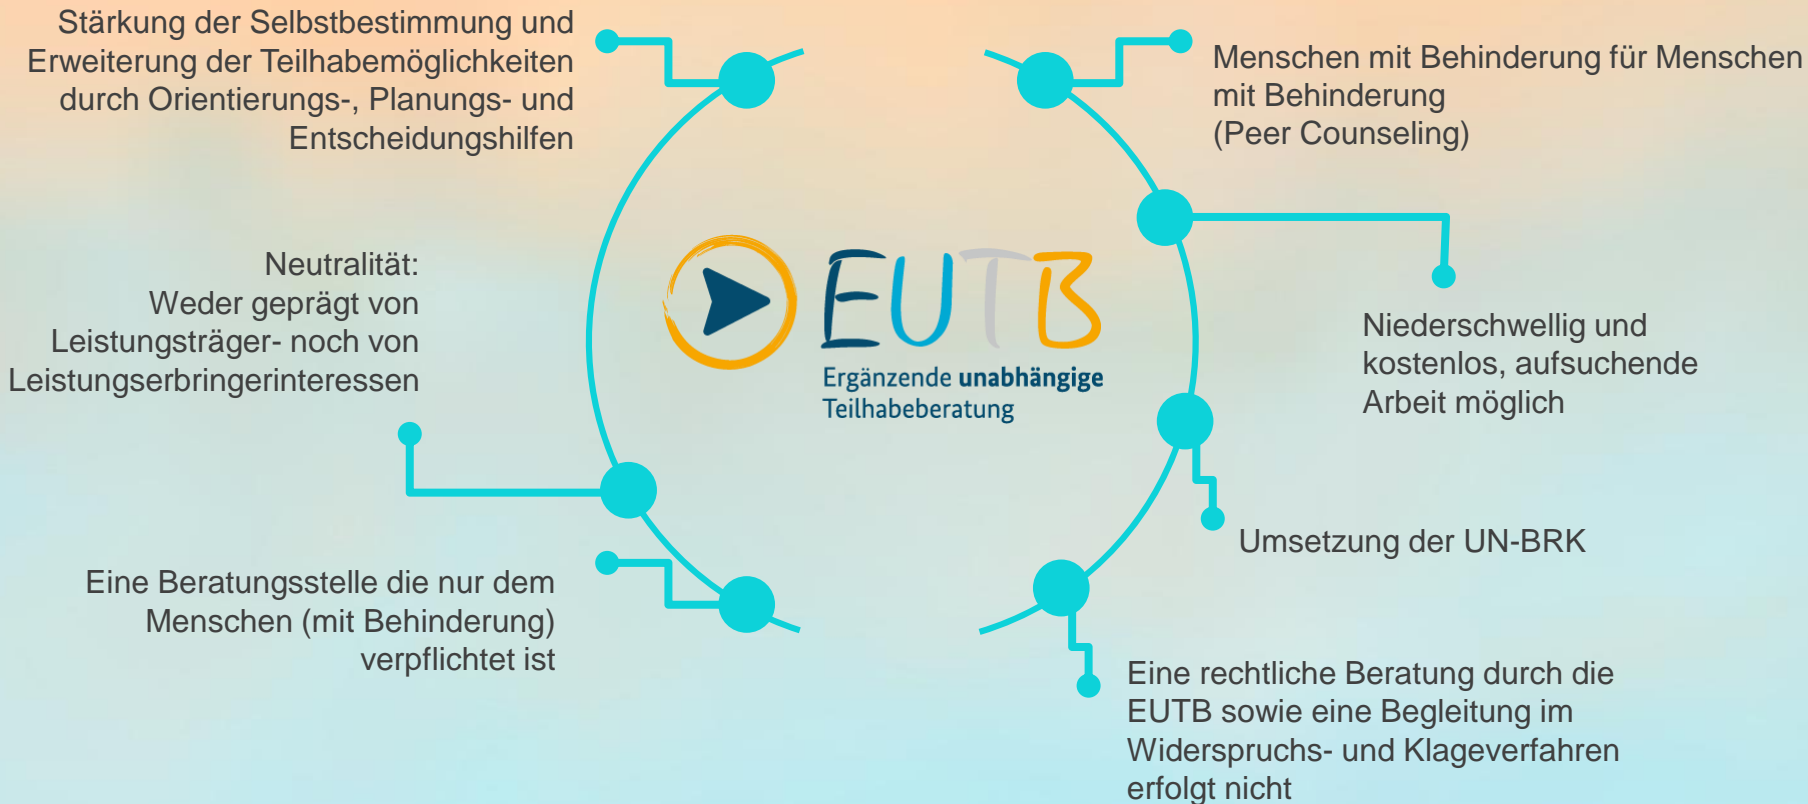 Stärkung der Selbstbestimmung und
Erweiterung der Teilhabemöglichkeiten
durch Orientierungs-, Planungs- und
Entscheidungshilfen
Neutralität:
Weder geprägt von
Leistungsträger- noch von
Leistungserbringerinteressen
Eine Beratungsstelle die nur dem
Menschen (mit Behinderung)
verpflichtet ist
EUTB
Ergänzende unabhängige
Teilhabeberatung
Menschen mit Behinderung für Menschen
mit Behinderung
(Peer Counseling)
Niederschwellig und
kostenlos, aufsuchende
Arbeit möglich
Umsetzung der UN-BRK
Eine rechtliche Beratung durch die
EUTB sowie eine Begleitung im
Widerspruchs- und Klageverfahren
erfolgt nicht